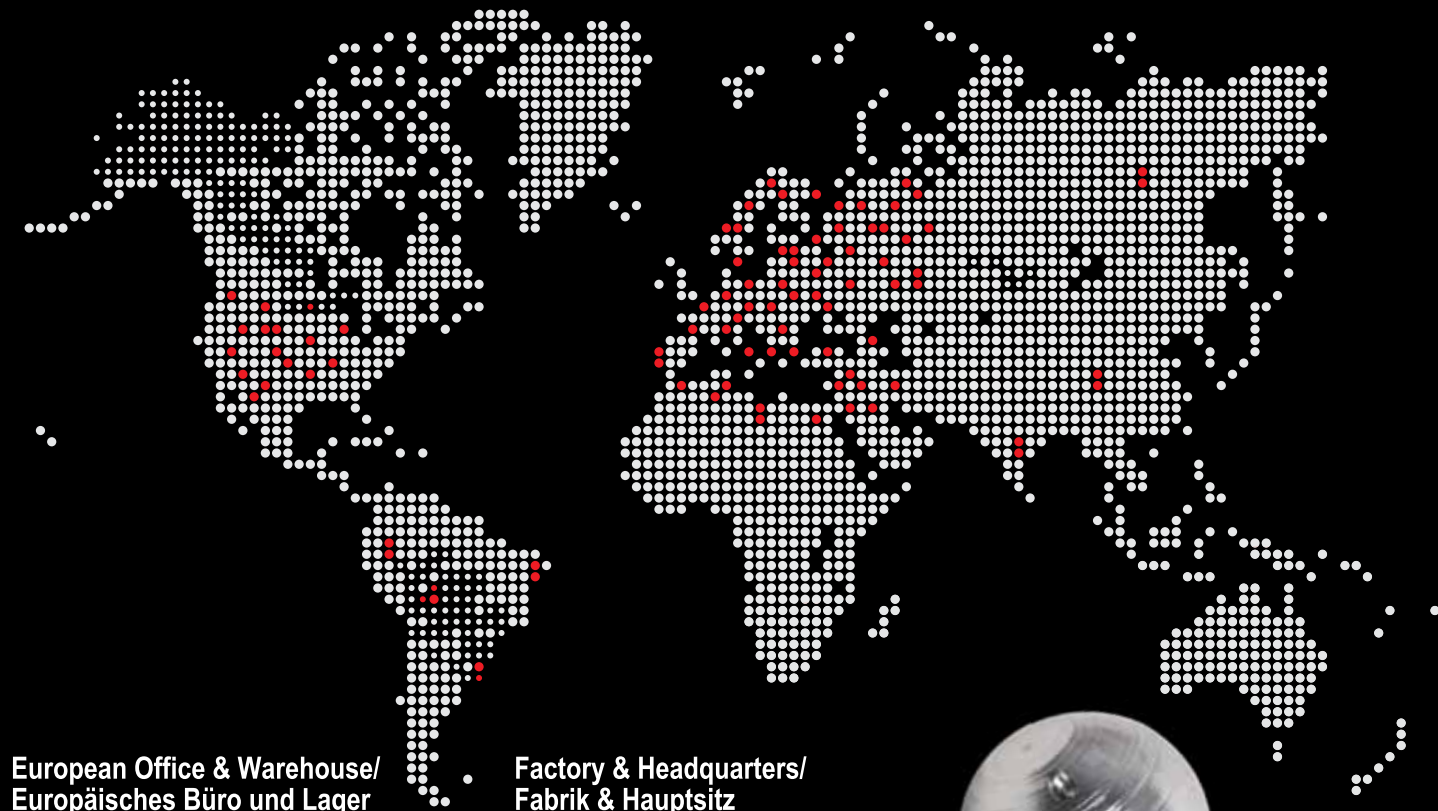 European Office & Warehouse/
Europäisches Büro und Lager
Factory & Headquarters/
Fabrik & Hauptsitz